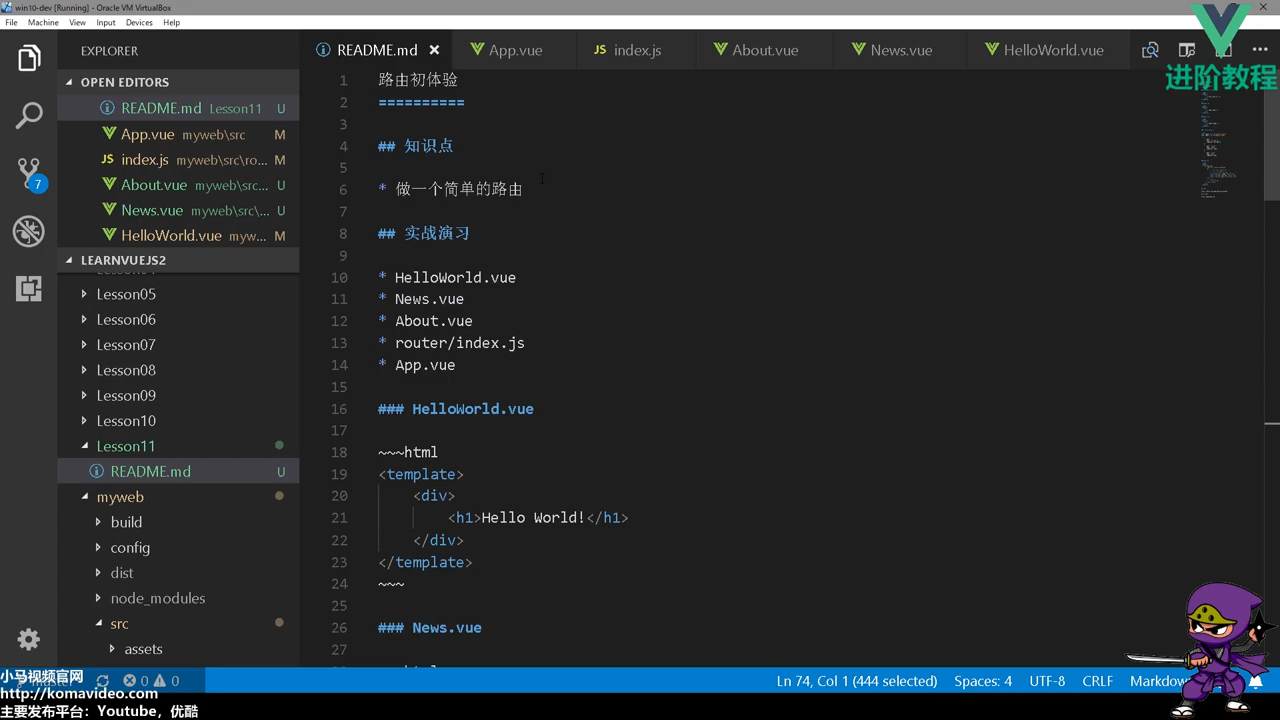 win10-dev [Running] - Oracle VM VirtualBox
File Machine View Input Devices Help
EXPLORER
OPEN EDITORS
README.md Lesson11 U
App.vue myweb\src M
index.js myweb\src\ro... M
About.vue myweb\src... U
News.vue myweb\src\... U
HelloWorld.vue myw... M
LEARNVUEJS2
Lesson05
Lesson06
Lesson07
Lesson08
Lesson09
Lesson10
Lesson11
README.md U
myweb
build
config
dist
node_modules
src
assets
7
README.md App.vue index.js About.vue News.vue HelloWorld.vue
进阶教程
1 路由初体验
2 ==========
3
4 ## 知识点
5
6 * 做一个简单的路由
7
8 ## 实战演习
9
10 * HelloWorld.vue
11 * News.vue
12 * About.vue
13 * router/index.js
14 * App.vue
15
16 ### HelloWorld.vue
17
18 ~~~html
19 <template>
20 <div>
21 <h1>Hello World!</h1>
22 </div>
23 </template>
24 ~~~
25
26 ### News.vue
27
小马视频官网
http://komavideo.com
主要发布平台：Youtube，优酷
0 0
Ln 74, Col 1 (444 selected) Spaces: 4 UTF-8 CRLF